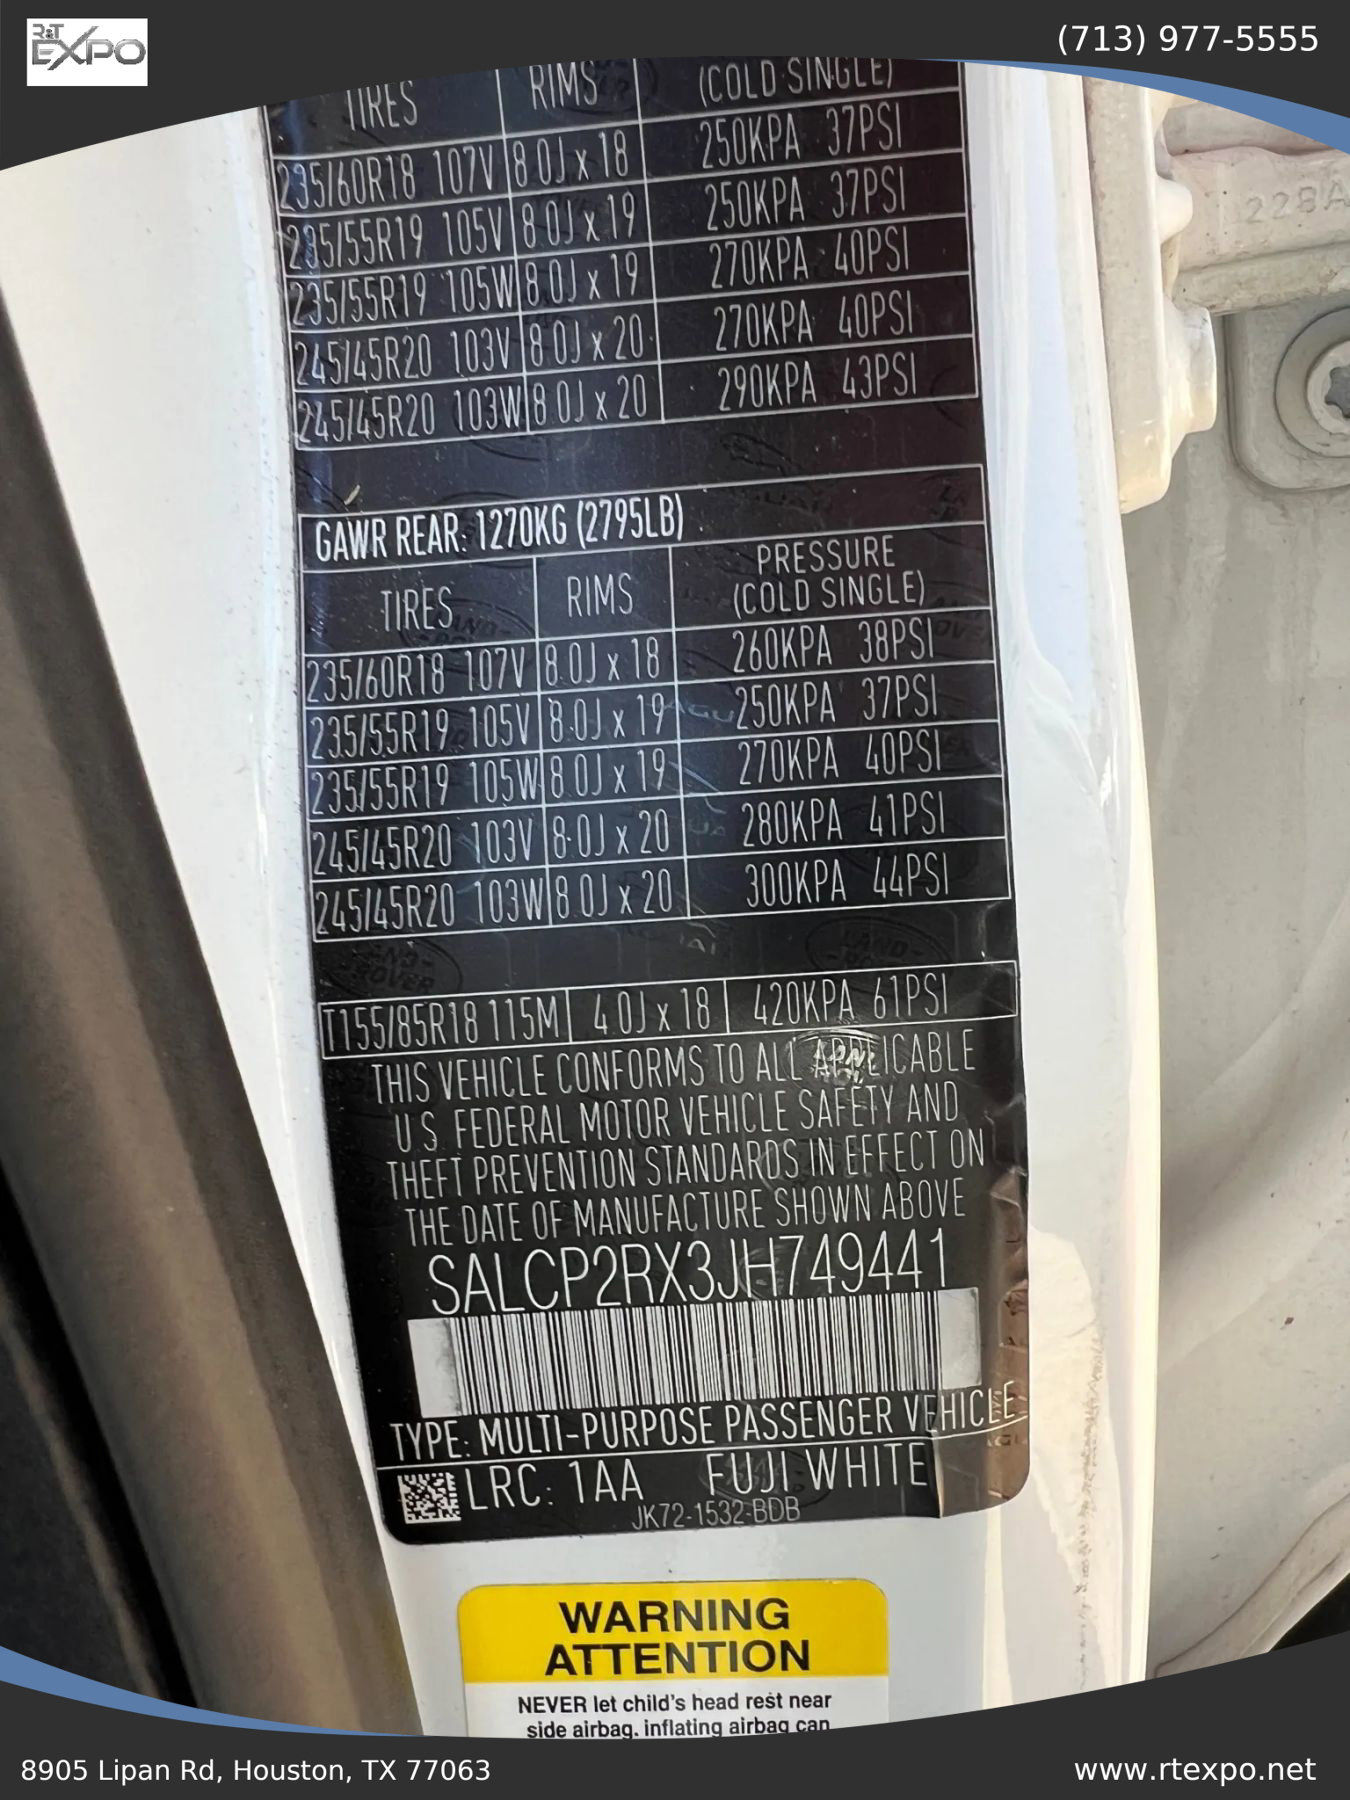 R&T
EXPO
(713) 977-5555
TIRES RIMS (COLD SINGLE)
235/60R18 107V 8.0J x 18 250KPA 37PSI
235/55R19 105V 8.0J x 19 250KPA 37PSI
235/55R19 105W 8.0J x 19 270KPA 40PSI
245/45R20 103V 8.0J x 20 270KPA 40PSI
245/45R20 103W 8.0J x 20 290KPA 43PSI
GAWR REAR: 1270KG (2795LB)
TIRES RIMS PRESSURE
(COLD SINGLE)
235/60R18 107V 8.0J x 18 260KPA 38PSI
235/55R19 105V 8.0J x 19 250KPA 37PSI
235/55R19 105W 8.0J x 19 270KPA 40PSI
245/45R20 103V 8.0J x 20 280KPA 41PSI
245/45R20 103W 8.0J x 20 300KPA 44PSI
T155/85R18 115M 4.0J x 18 420KPA 61PSI
THIS VEHICLE CONFORMS TO ALL APPLICABLE
U.S. FEDERAL MOTOR VEHICLE SAFETY AND
THEFT PREVENTION STANDARDS IN EFFECT ON
THE DATE OF MANUFACTURE SHOWN ABOVE
SALCP2RX3JH749441
TYPE: MULTI-PURPOSE PASSENGER VEHICLE
LRC: 1AA FUJI WHITE
JK72-1532-BDB
WARNING
ATTENTION
NEVER let child's head rest near
side airbag, inflating airbag can
8905 Lipan Rd, Houston, TX 77063
www.rtexpo.net